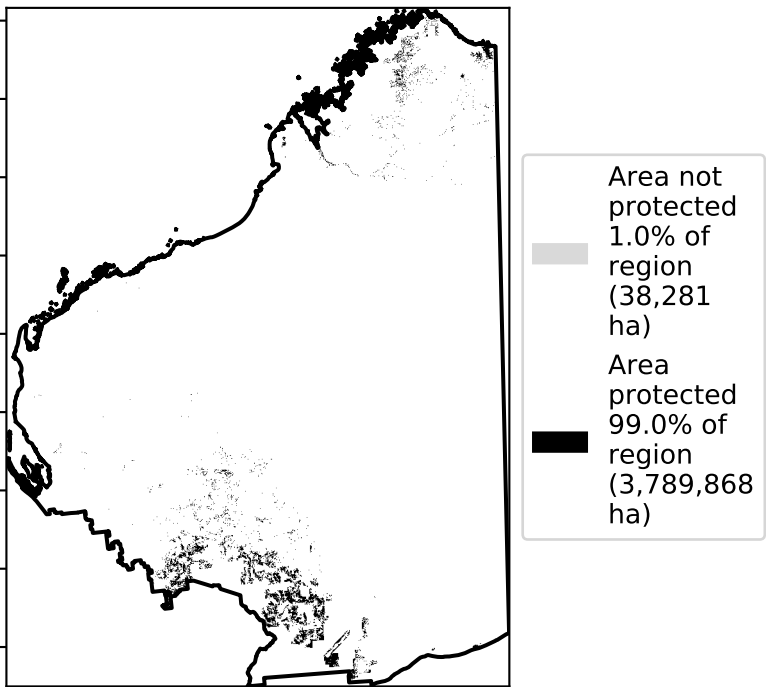 Area not
protected
1.0% of
region
(38,281
ha)
Area
protected
99.0% of
region
(3,789,868
ha)